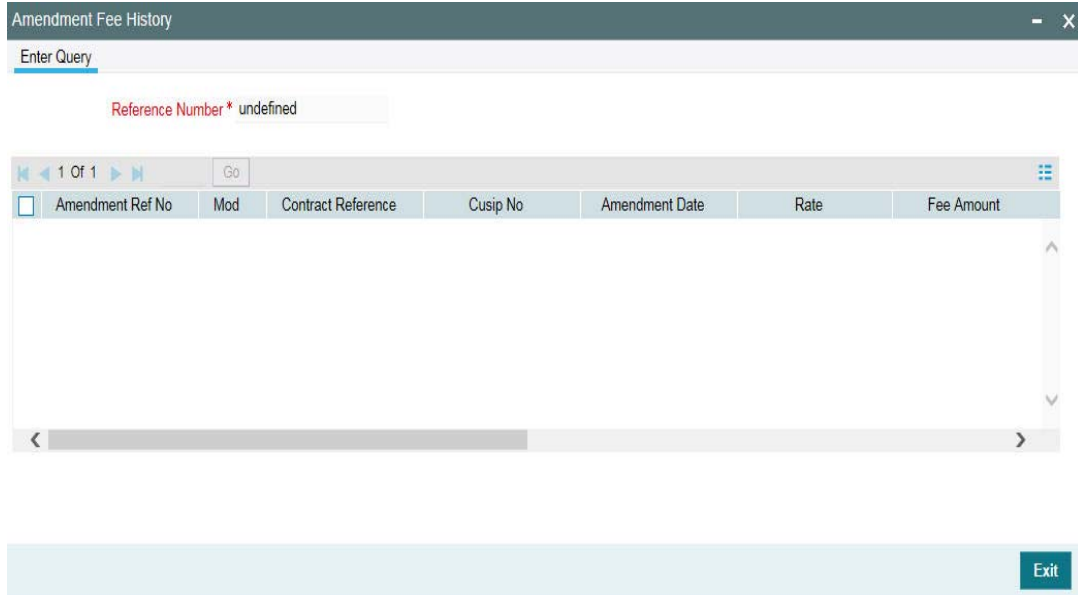 Amendment Fee History
Enter Query
Reference Number * undefined
1 Of 1 Go
Amendment Ref No Mod Contract Reference Cusip No Amendment Date Rate Fee Amount
Exit